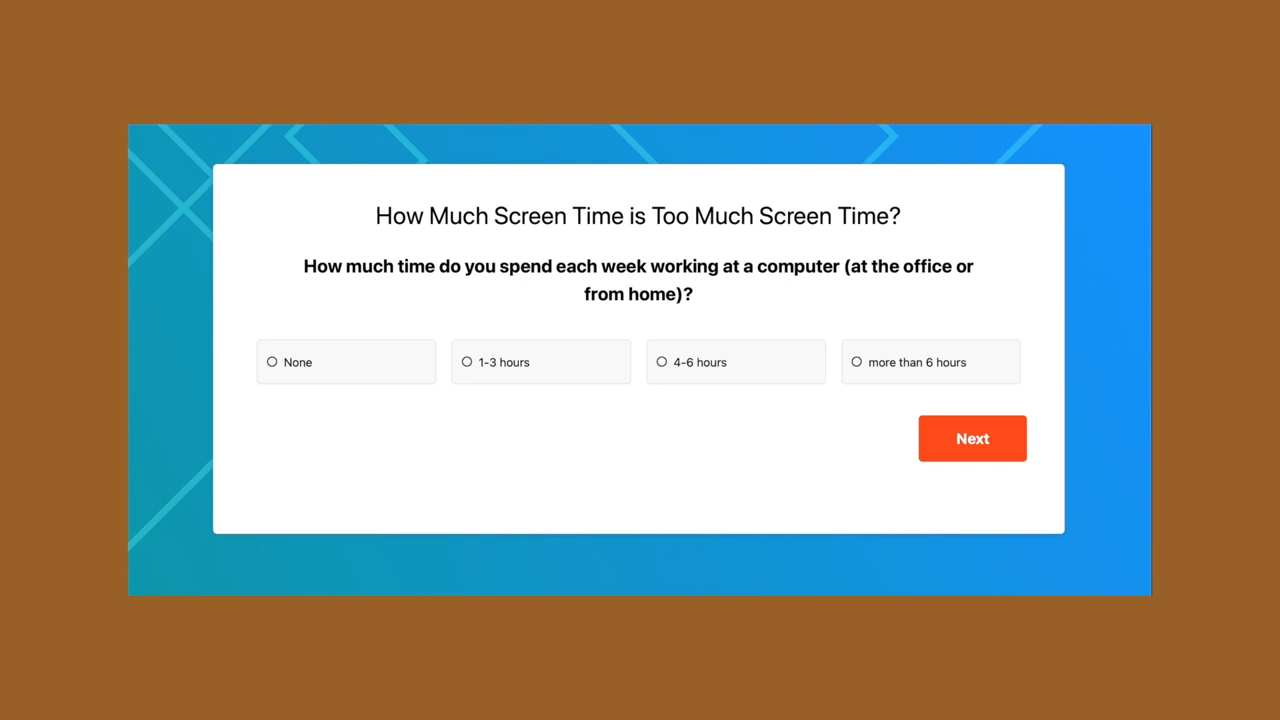 How Much Screen Time is Too Much Screen Time?
How much time do you spend each week working at a computer (at the office or
from home)?
None
1-3 hours
4-6 hours
more than 6 hours
Next